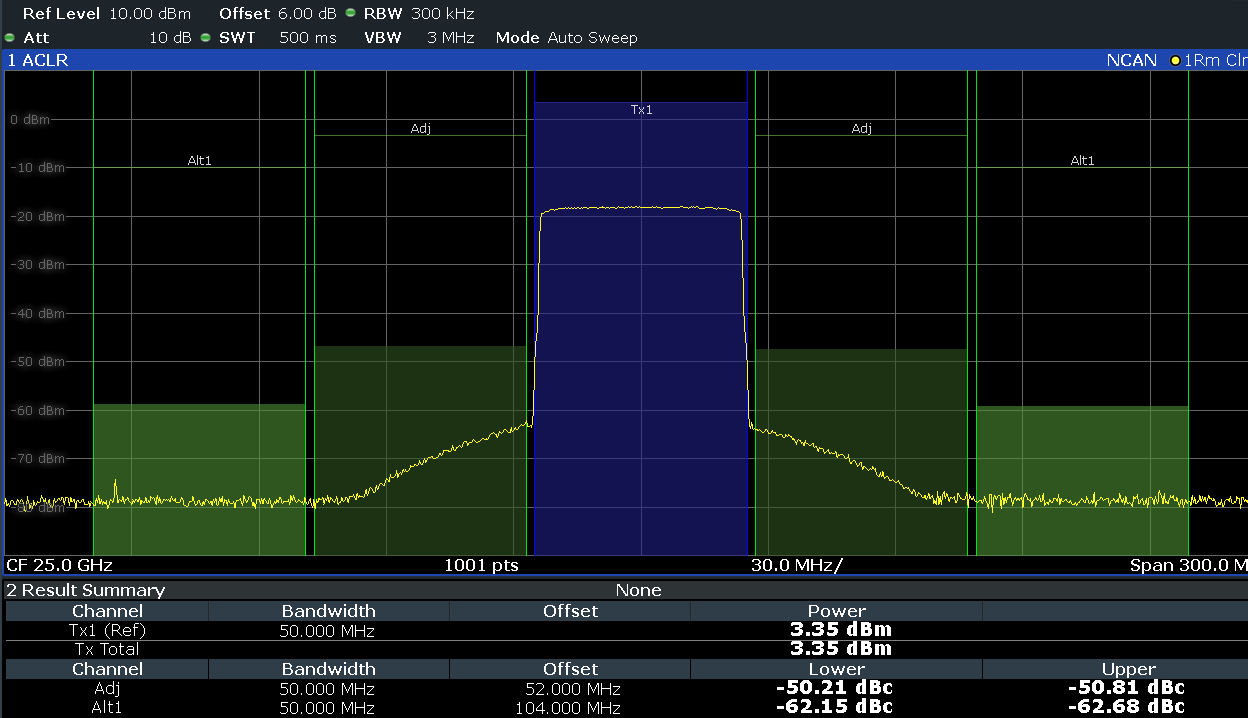 Ref Level 10.00 dBm Offset 6.00 dB RBW 300 kHz
Att 10 dB SWT 500 ms VBW 3 MHz Mode Auto Sweep
1 ACLR NCAN 1Rm Clr
Tx1
0 dBm
Adj Adj
Alt1 Alt1
-10 dBm
-20 dBm
-30 dBm
-40 dBm
-50 dBm
-60 dBm
-70 dBm
-80 dBm
CF 25.0 GHz 1001 pts 30.0 MHz/ Span 300.0 M
2 Result Summary None
Channel Bandwidth Offset Power
Tx1 (Ref) 50.000 MHz 3.35 dBm
Tx Total 3.35 dBm
Channel Bandwidth Offset Lower Upper
Adj 50.000 MHz 52.000 MHz -50.21 dBc -50.81 dBc
Alt1 50.000 MHz 104.000 MHz -62.15 dBc -62.68 dBc